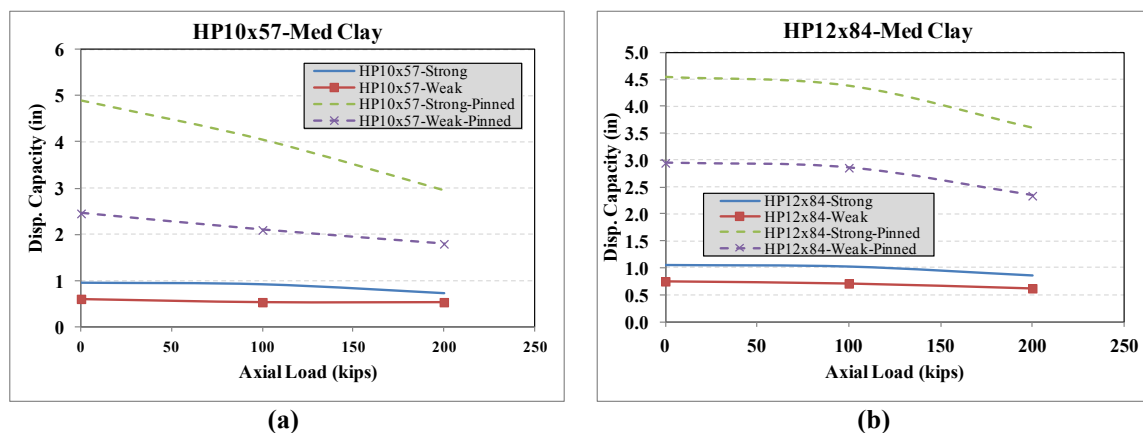 HP10x57-Med Clay
6
5
4
3
2
1
0
Disp. Capacity (in)
HP10x57-Strong
HP10x57-Weak
HP10x57-Strong-Pinned
HP10x57-Weak-Pinned
0 50 100 150 200 250
Axial Load (kips)
(a)
HP12x84-Med Clay
5.0
4.5
4.0
3.5
3.0
2.5
2.0
1.5
1.0
0.5
0.0
Disp. Capacity (in)
HP12x84-Strong
HP12x84-Weak
HP12x84-Strong-Pinned
HP12x84-Weak-Pinned
0 50 100 150 200 250
Axial Load (kips)
(b)